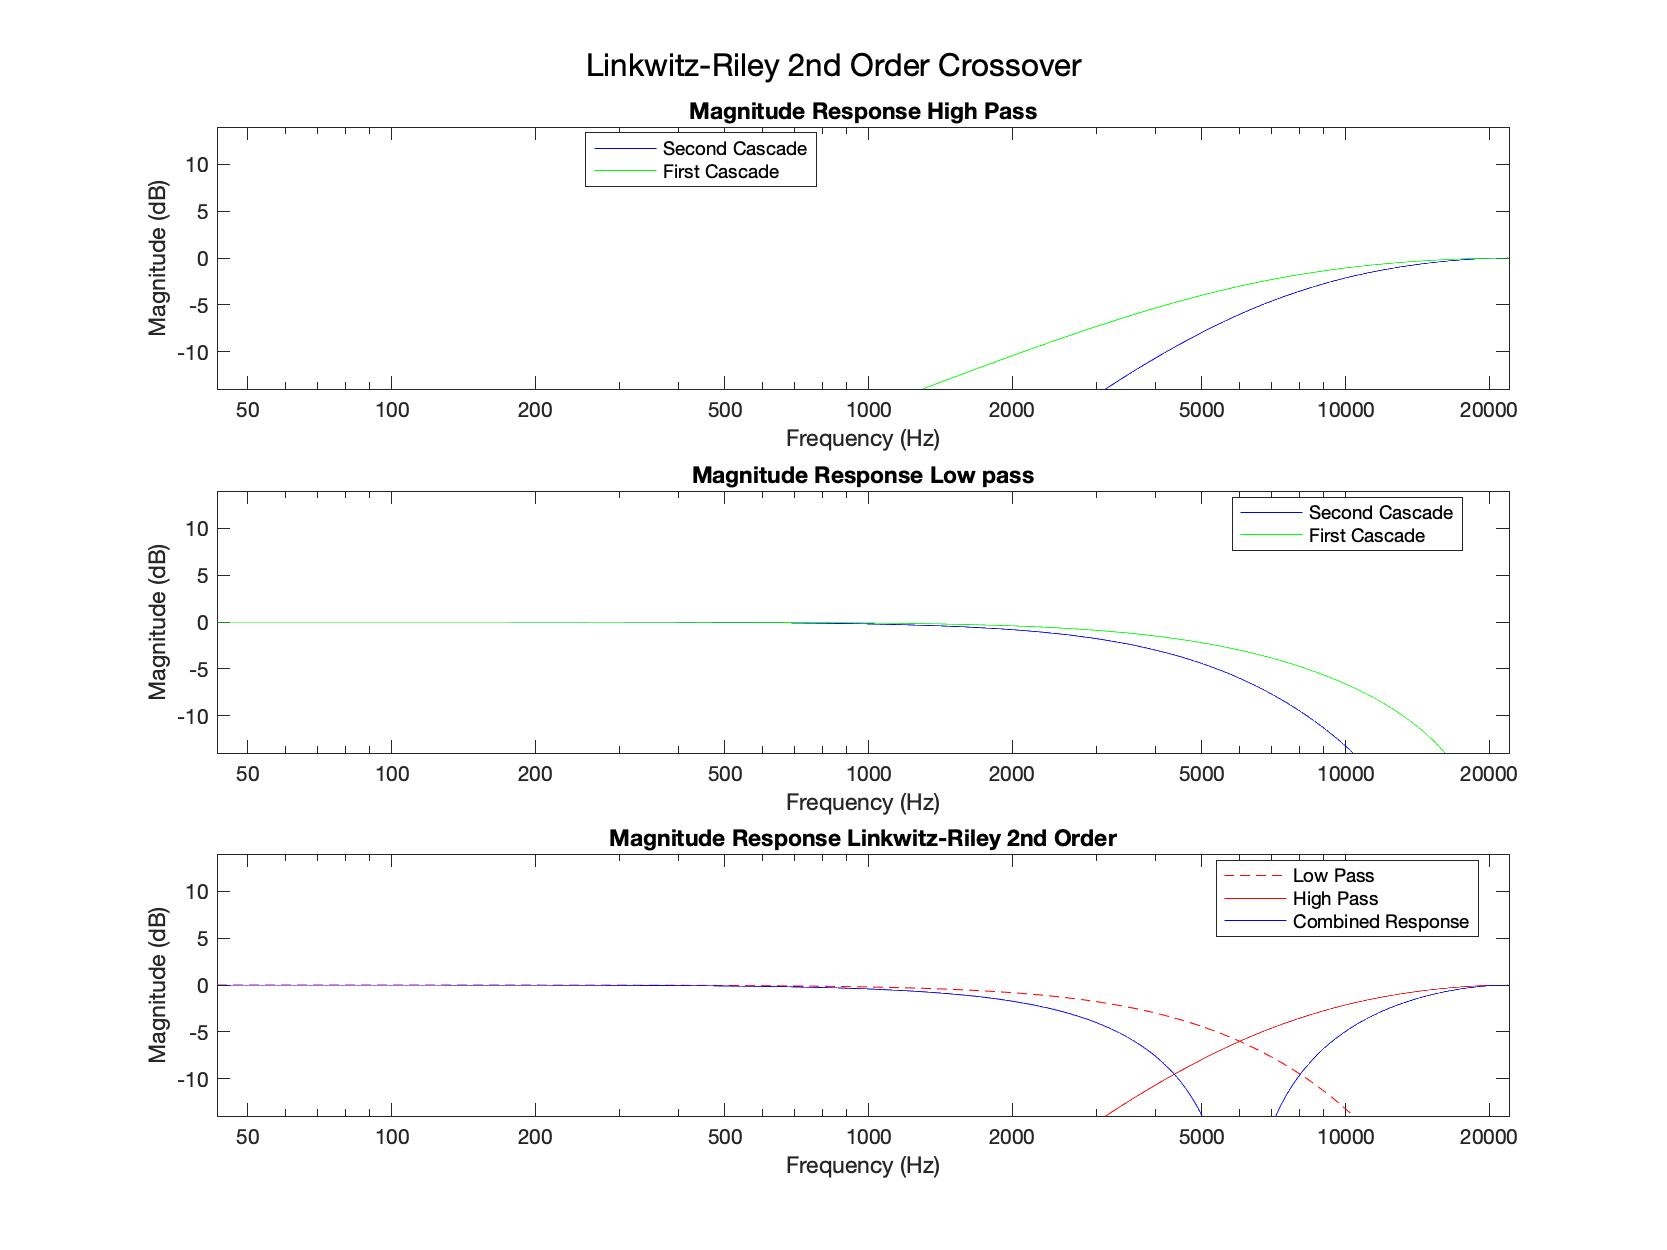 Linkwitz-Riley 2nd Order Crossover
Magnitude Response High Pass
Second Cascade
First Cascade
10
5
0
-5
-10
Magnitude (dB)
50 100 200 500 1000 2000 5000 10000 20000
Frequency (Hz)
Magnitude Response Low pass
Second Cascade
First Cascade
10
5
0
-5
-10
Magnitude (dB)
50 100 200 500 1000 2000 5000 10000 20000
Frequency (Hz)
Magnitude Response Linkwitz-Riley 2nd Order
Low Pass
High Pass
Combined Response
10
5
0
-5
-10
Magnitude (dB)
50 100 200 500 1000 2000 5000 10000 20000
Frequency (Hz)